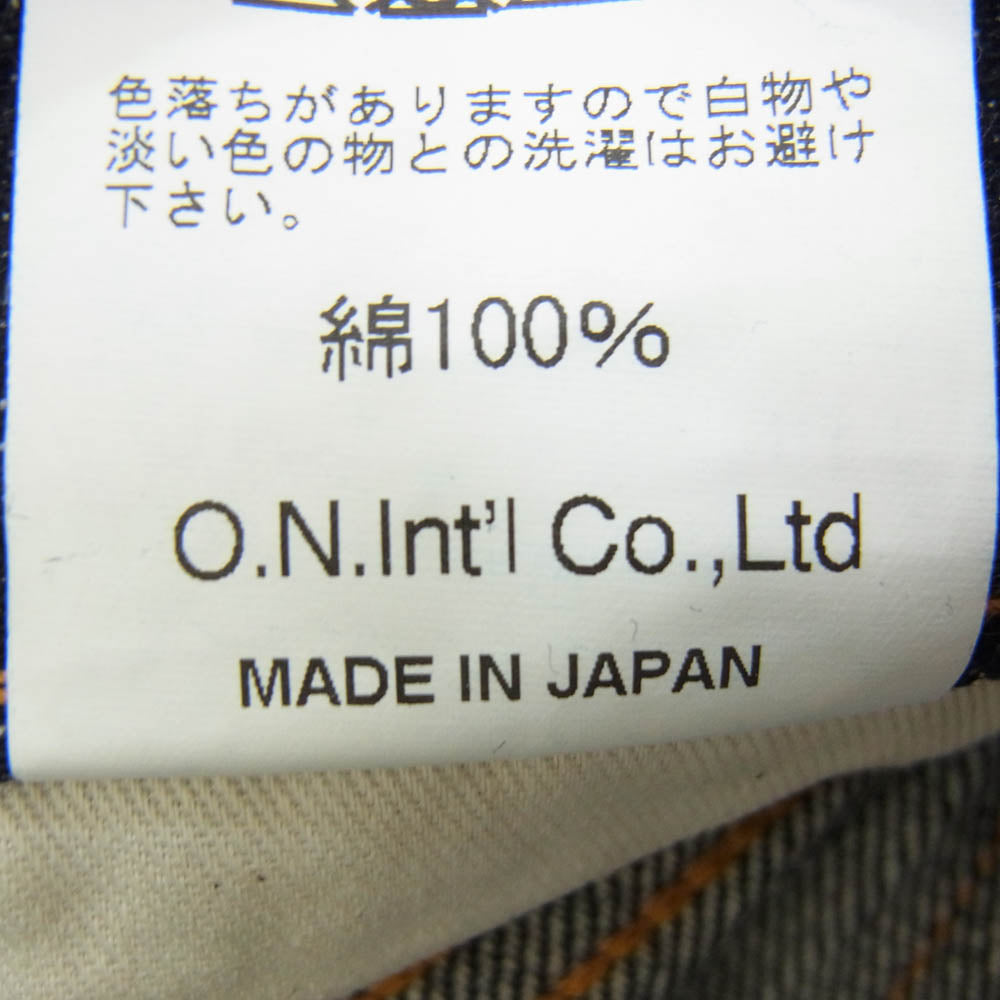 色落ちがありますので白物や
淡い色の物との洗濯はお避け
下さい。
綿100%
O.N.Int'l Co.,Ltd
MADE IN JAPAN